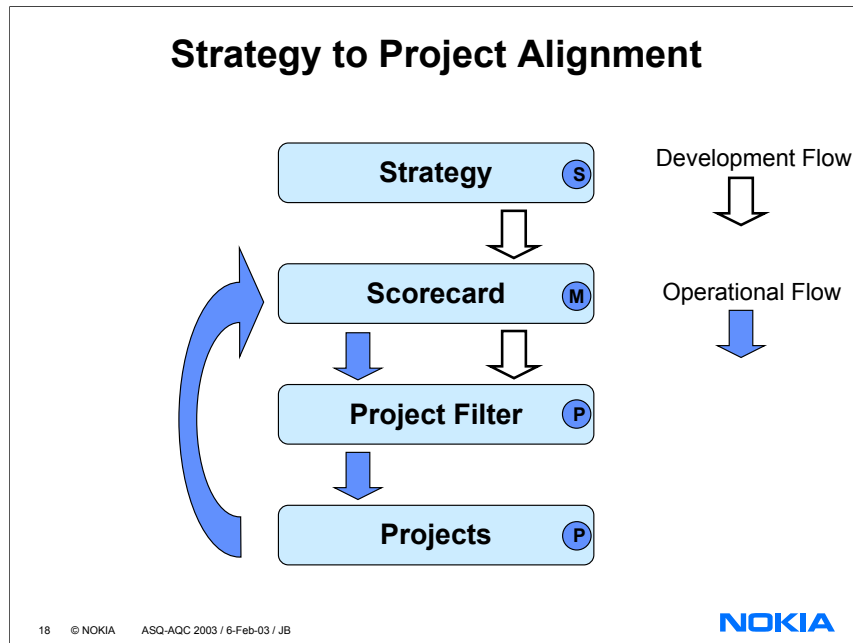 Strategy to Project Alignment
Strategy S
Development Flow
Scorecard M
Operational Flow
Project Filter P
Projects P
18 © NOKIA ASQ-AQC 2003 / 6-Feb-03 / JB
NOKIA